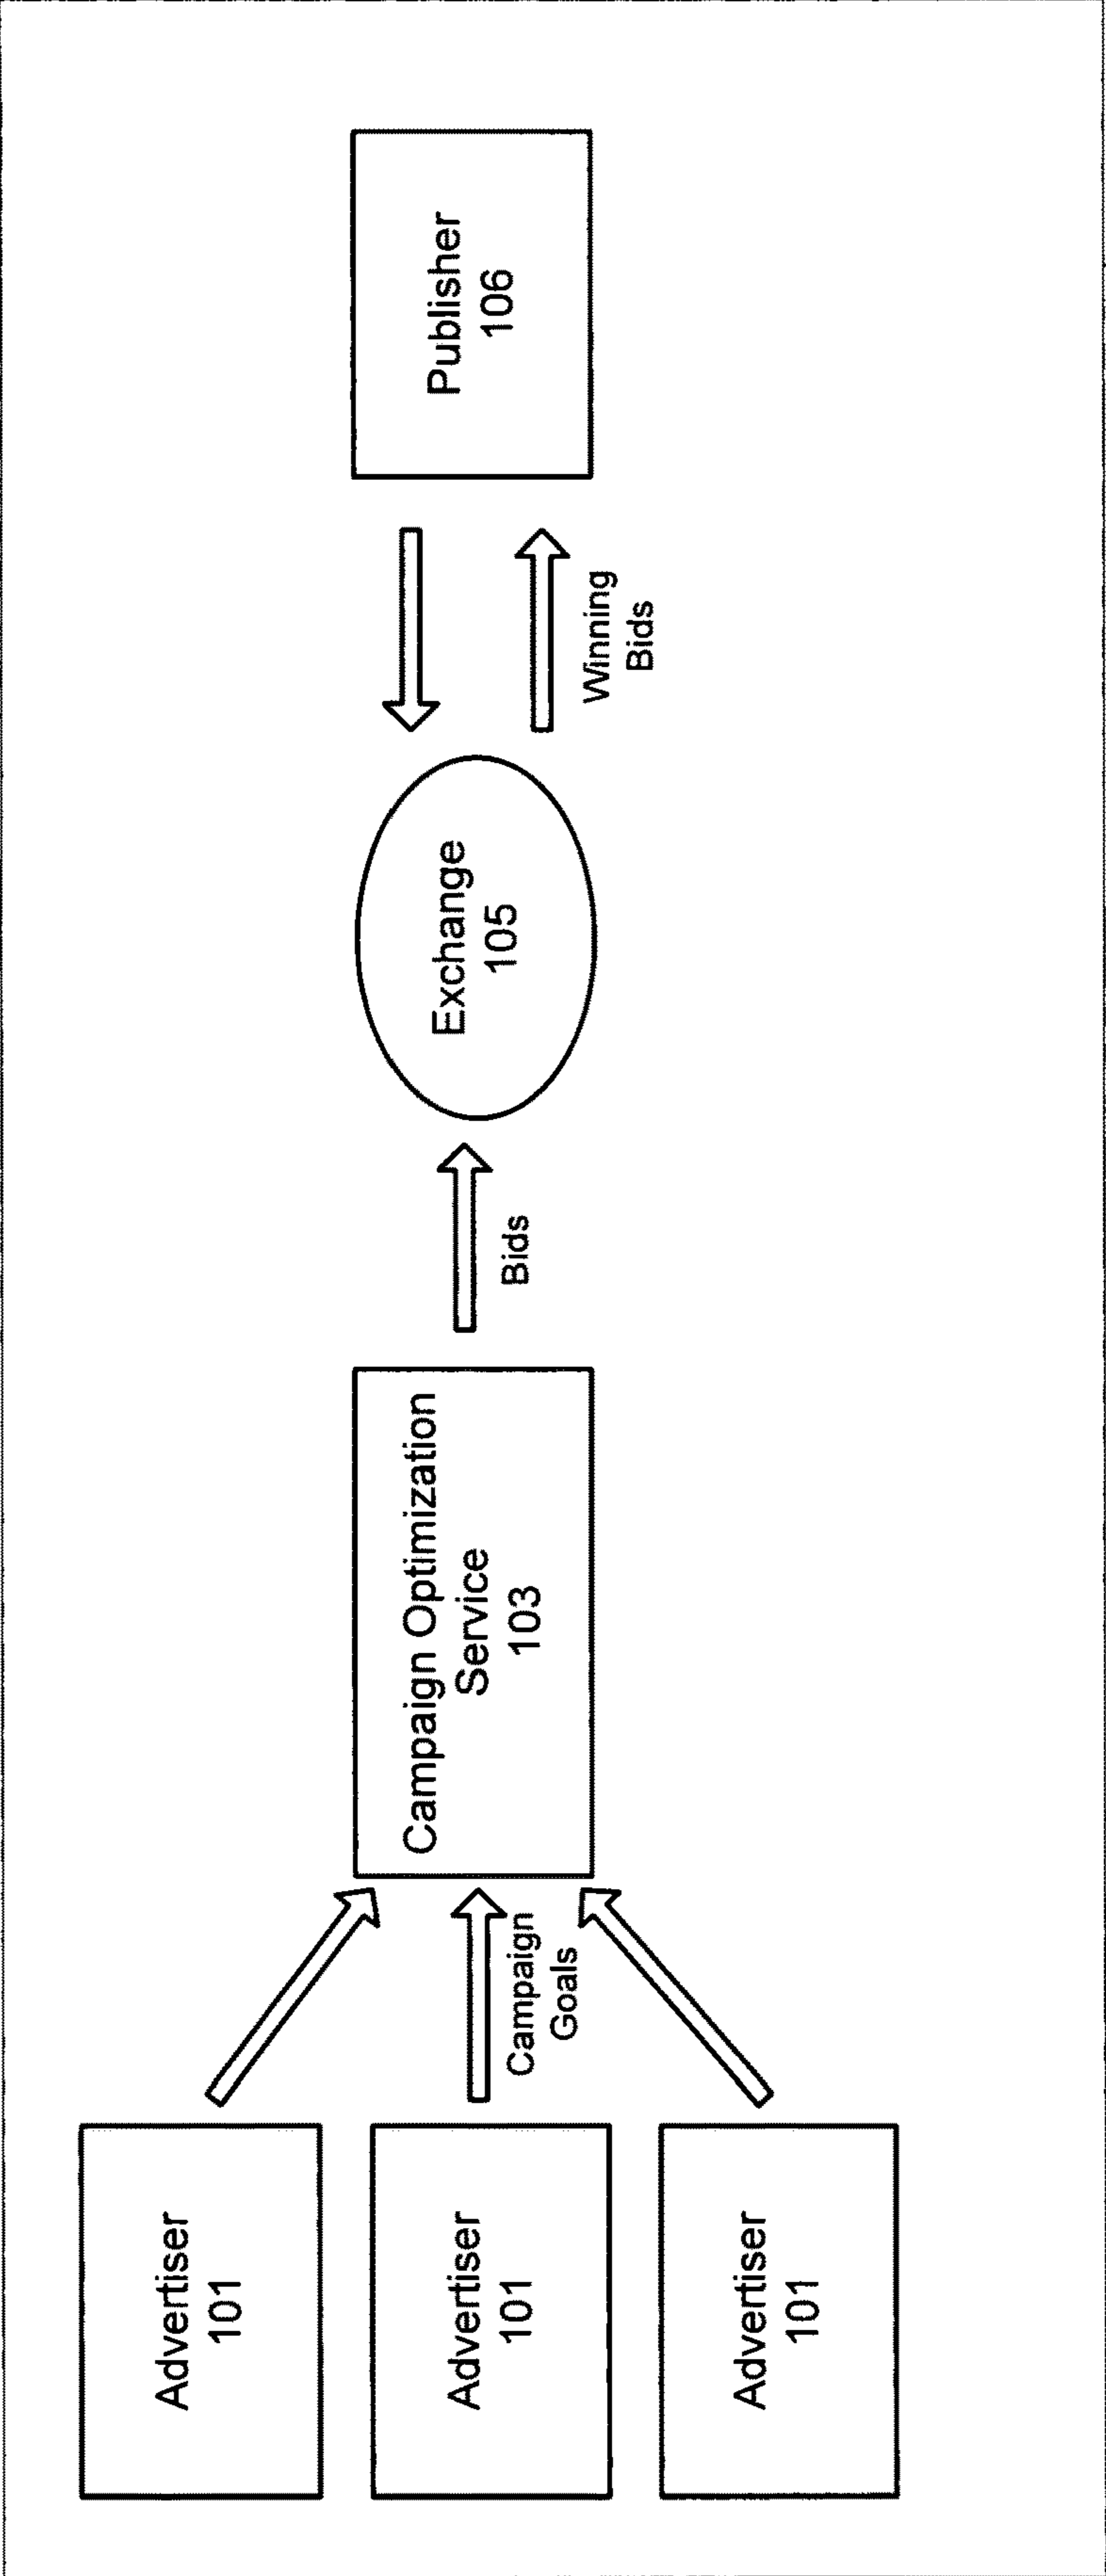 Advertiser
101
Advertiser
101
Advertiser
101
Campaign
Goals
Campaign Optimization
Service
103
Bids
Exchange
105
Winning
Bids
Publisher
106